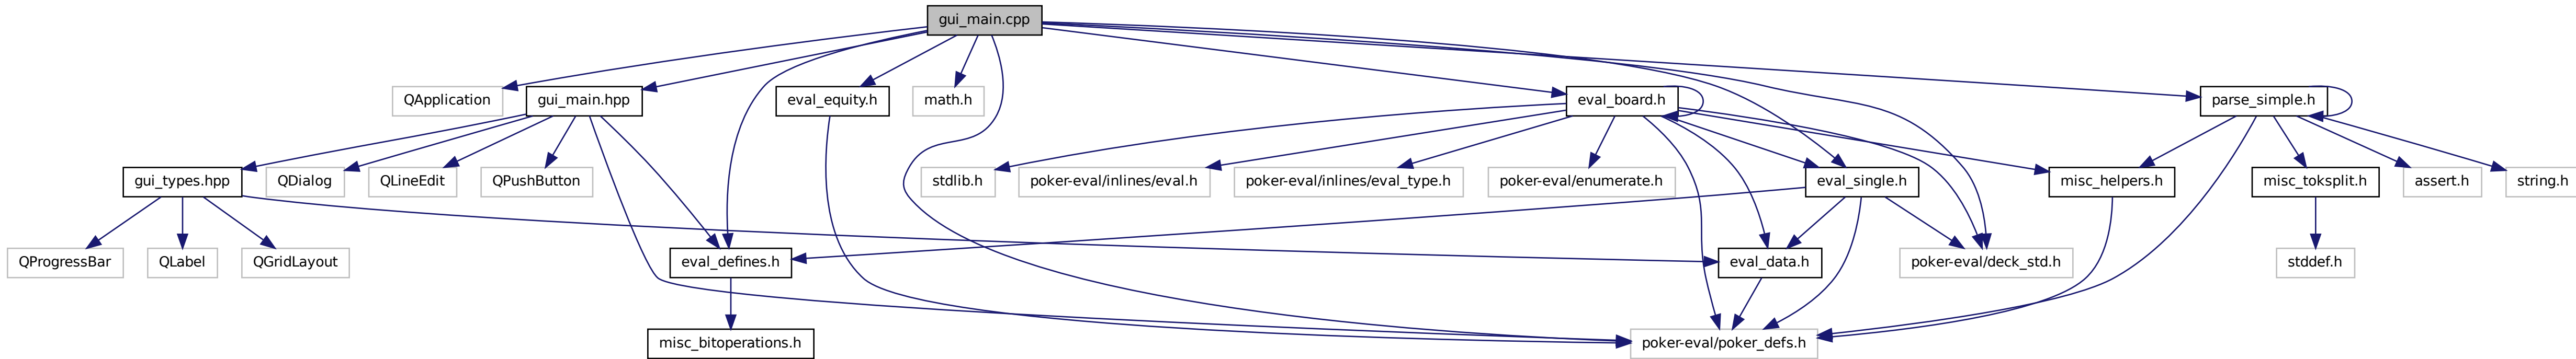 gui_main.cpp
QApplication
gui_main.hpp
eval_equity.h
math.h
eval_board.h
parse_simple.h
gui_types.hpp
QDialog
QLineEdit
QPushButton
stdlib.h
poker-eval/inlines/eval.h
poker-eval/inlines/eval_type.h
poker-eval/enumerate.h
eval_single.h
misc_helpers.h
misc_toksplit.h
assert.h
string.h
QProgressBar
QLabel
QGridLayout
eval_defines.h
eval_data.h
poker-eval/deck_std.h
stddef.h
misc_bitoperations.h
poker-eval/poker_defs.h